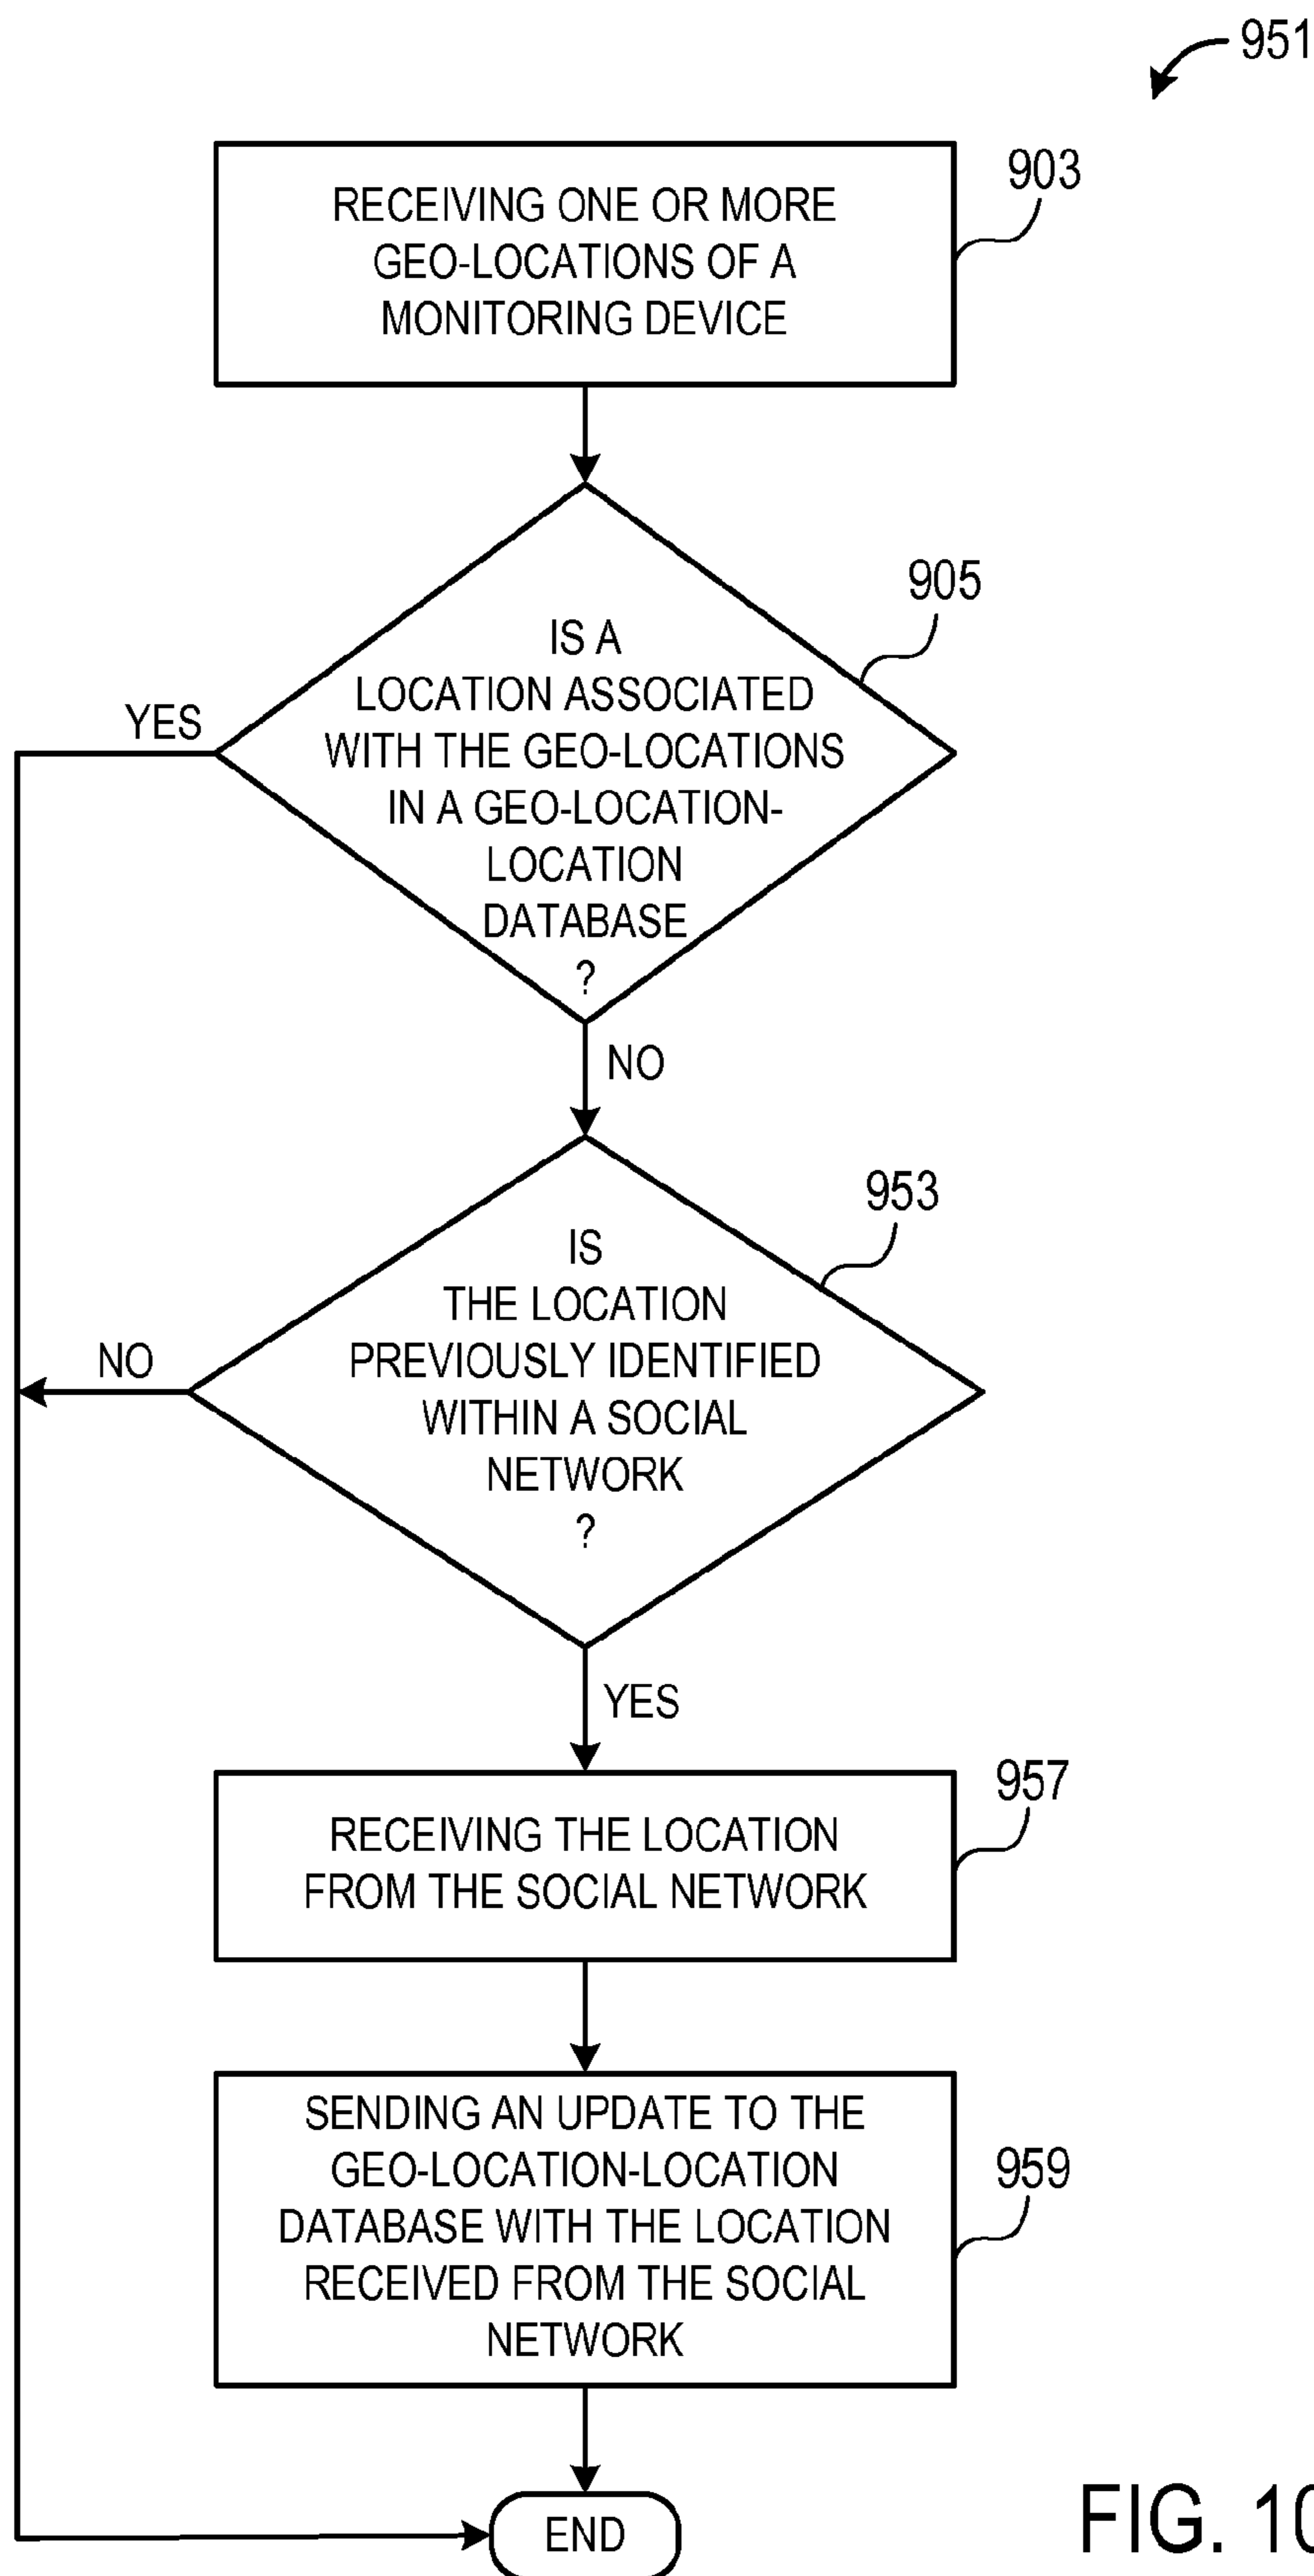 951
903
RECEIVING ONE OR MORE
GEO-LOCATIONS OF A
MONITORING DEVICE
905
IS A
LOCATION ASSOCIATED
WITH THE GEO-LOCATIONS
IN A GEO-LOCATION-
LOCATION
DATABASE
?
YES
NO
953
IS
THE LOCATION
PREVIOUSLY IDENTIFIED
WITHIN A SOCIAL
NETWORK
?
NO
YES
957
RECEIVING THE LOCATION
FROM THE SOCIAL NETWORK
959
SENDING AN UPDATE TO THE
GEO-LOCATION-LOCATION
DATABASE WITH THE LOCATION
RECEIVED FROM THE SOCIAL
NETWORK
END
FIG. 10